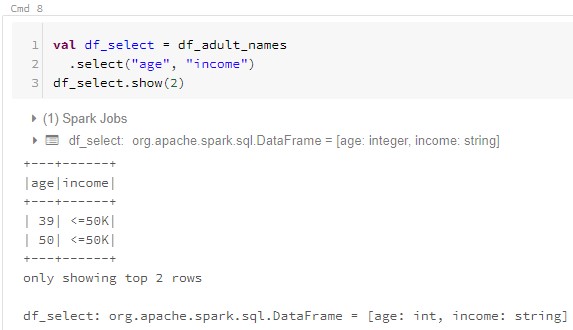 Cmd 8
1 val df_select = df_adult_names
2 .select("age", "income")
3 df_select.show(2)
(1) Spark Jobs
df_select: org.apache.spark.sql.DataFrame = [age: integer, income: string]
+---+------+
|age|income|
+---+------+
| 39| <=50K|
| 50| <=50K|
+---+------+
only showing top 2 rows
df_select: org.apache.spark.sql.DataFrame = [age: int, income: string]